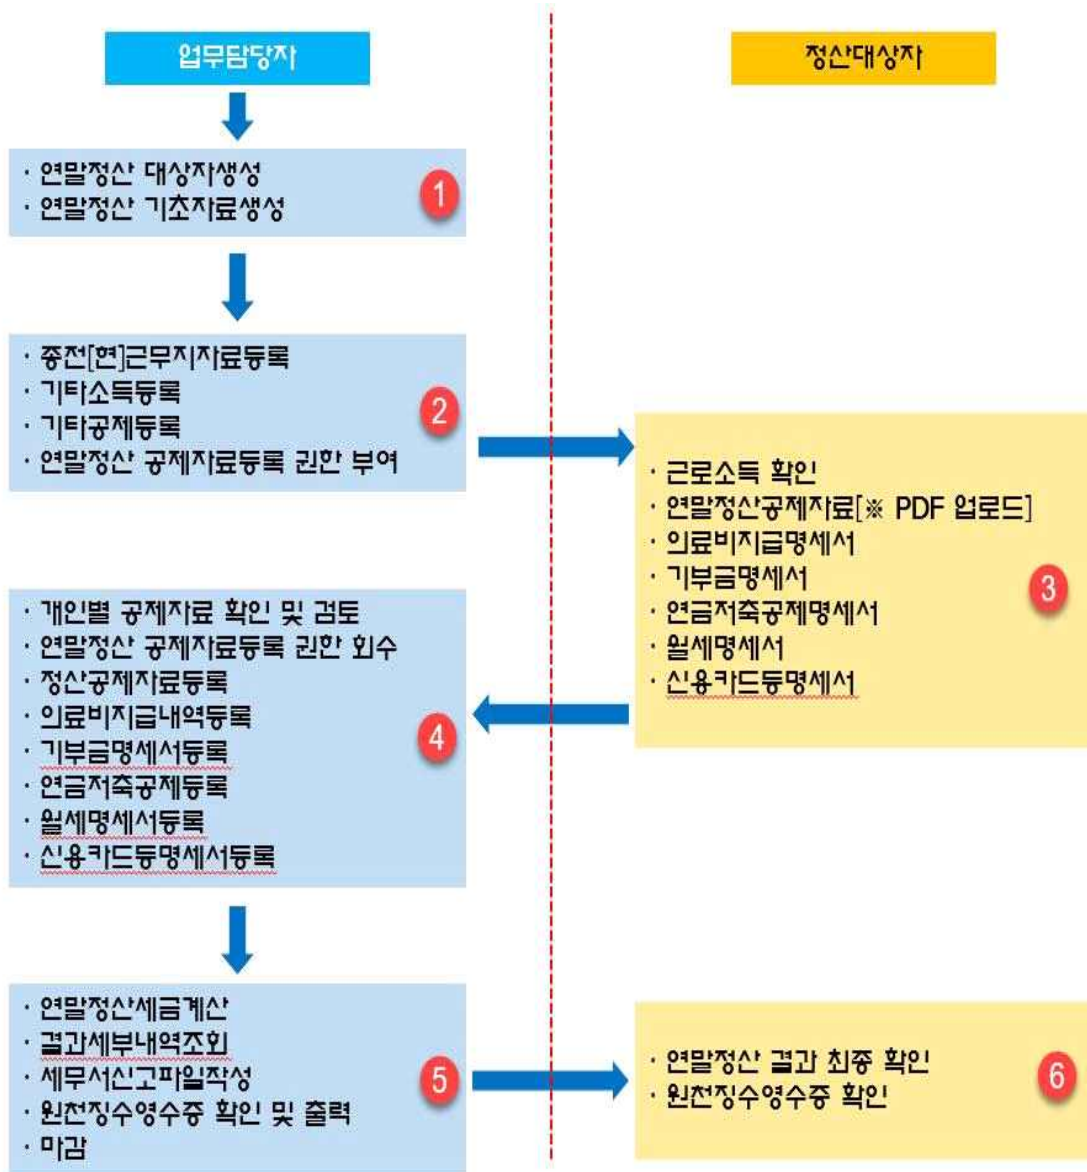 업무담당자
정산대상자
· 연말정산 대상자생성
· 연말정산 기초자료생성
1
· 종전[현]근무지자료등록
· 기타소득등록
· 기타공제등록
· 연말정산 공제자료등록 권한 부여
2
· 근로소득 확인
· 연말정산공제자료[※ PDF 업로드]
· 의료비지급명세서
· 기부금명세서
· 연금저축공제명세서
· 월세명세서
· 신용카드등명세서
3
· 개인별 공제자료 확인 및 검토
· 연말정산 공제자료등록 권한 회수
· 정산공제자료등록
· 의료비지급내역등록
· 기부금명세서등록
· 연금저축공제등록
· 월세명세서등록
· 신용카드등명세서등록
4
· 연말정산세금계산
· 결과세부내역조회
· 세무서신고파일작성
· 원천징수영수증 확인 및 출력
· 마감
5
· 연말정산 결과 최종 확인
· 원천징수영수증 확인
6